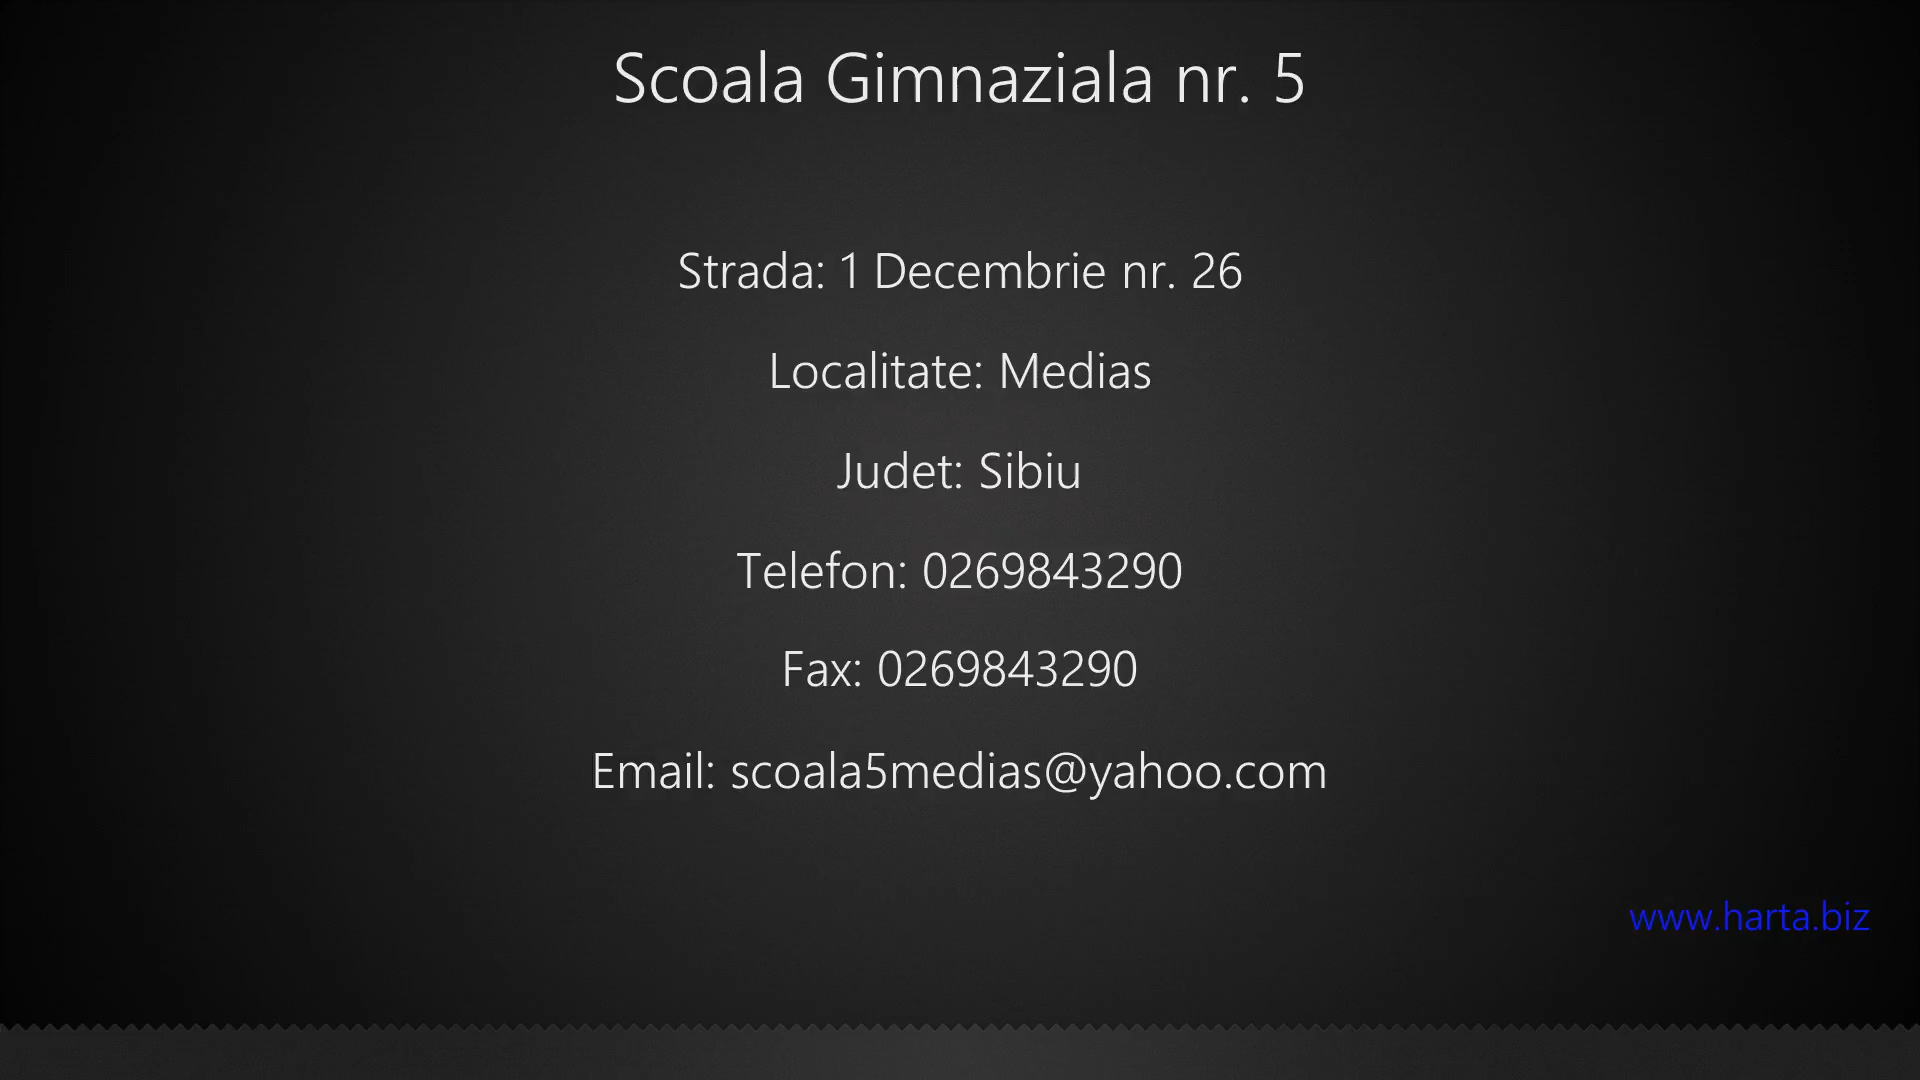 Scoala Gimnaziala nr. 5
Strada: 1 Decembrie nr. 26
Localitate: Medias
Judet: Sibiu
Telefon: 0269843290
Fax: 0269843290
Email: scoala5medias@yahoo.com
www.harta.biz